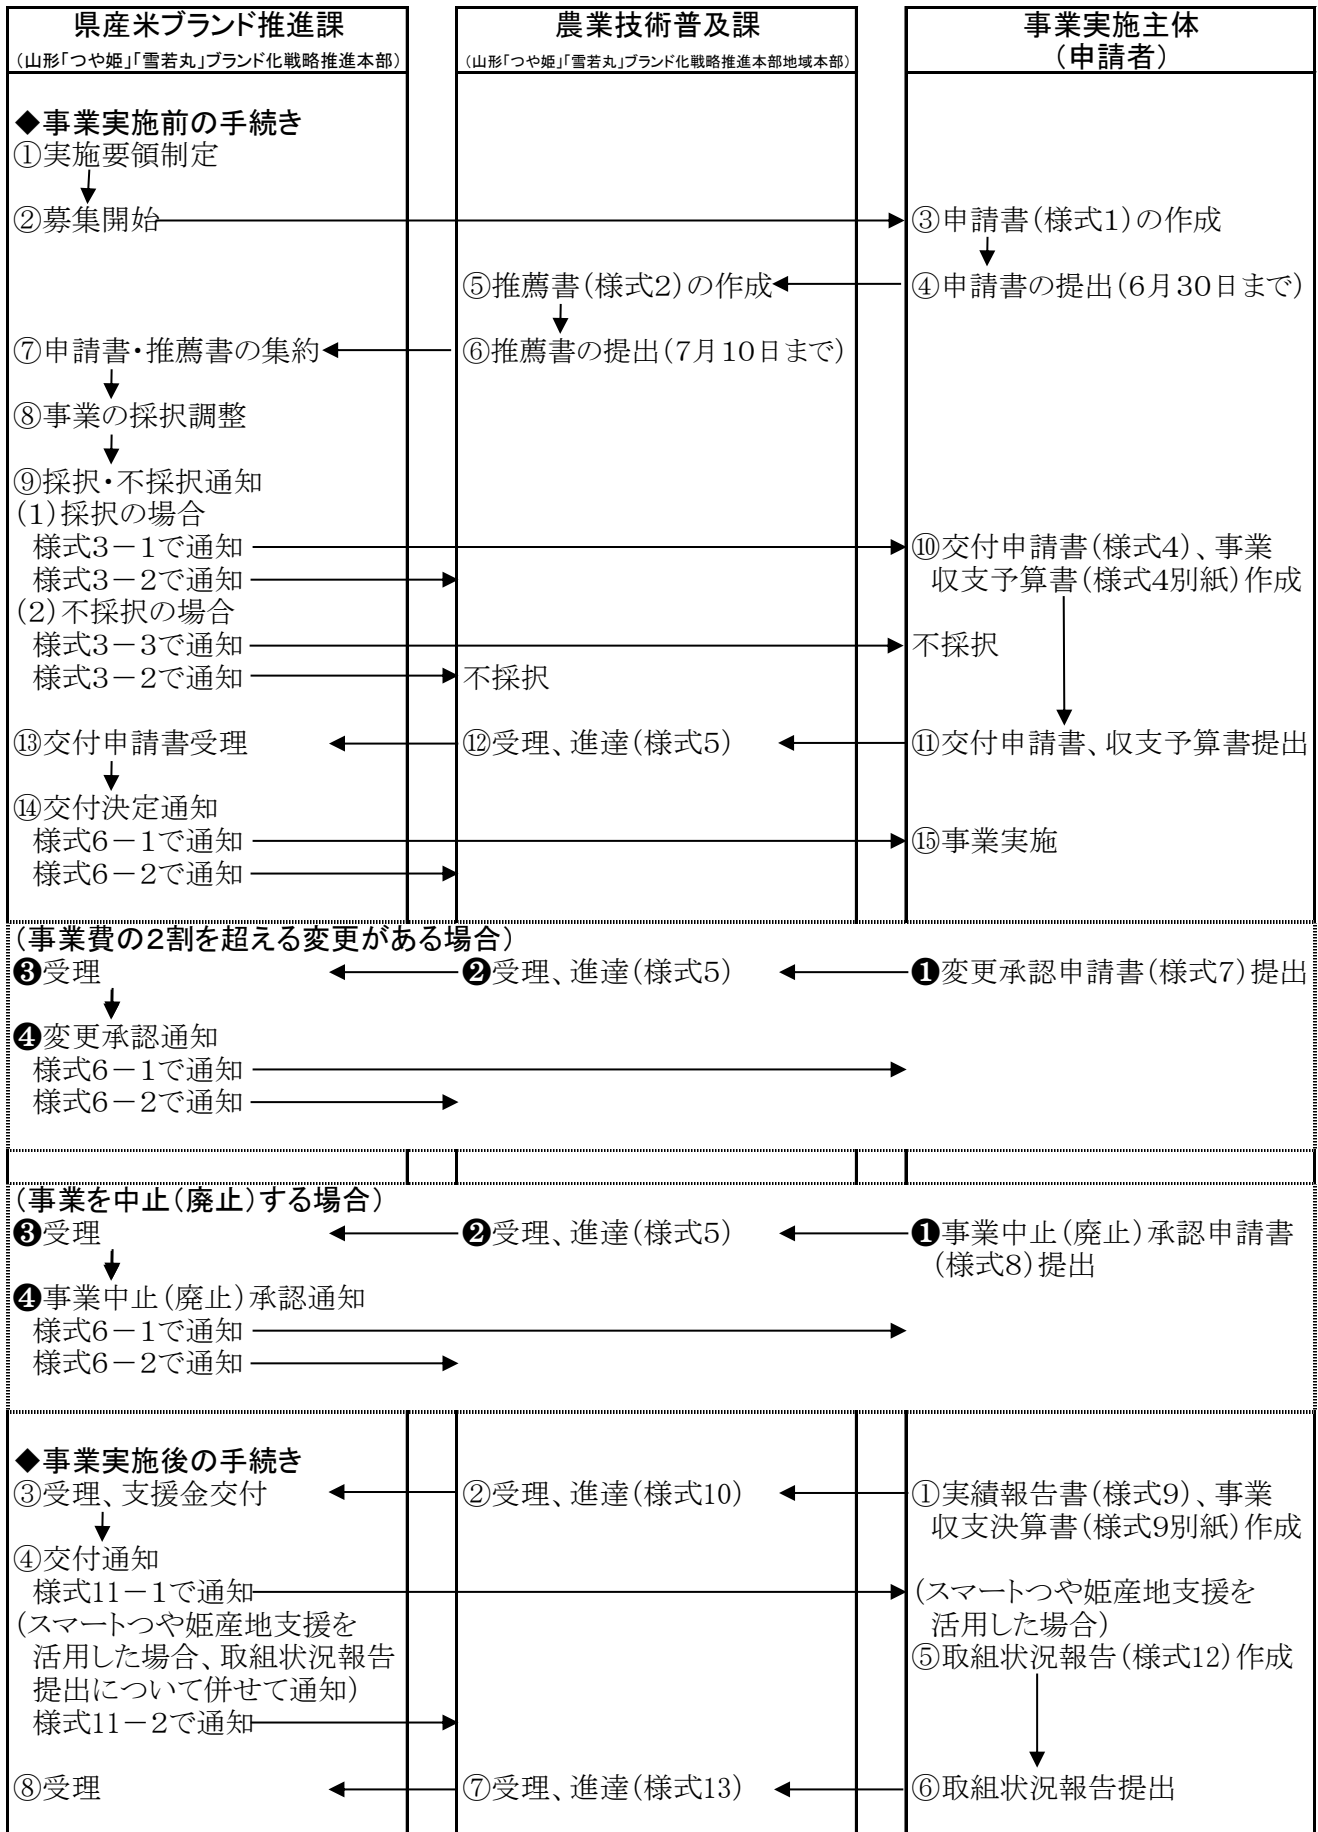 県産米ブランド推進課
(山形「つや姫」「雪若丸」ブランド化戦略推進本部)
農業技術普及課
(山形「つや姫」「雪若丸」ブランド化戦略推進本部地域本部)
事業実施主体
(申請者)
◆事業実施前の手続き
①実施要領制定
②募集開始
③申請書(様式1)の作成
⑤推薦書(様式2)の作成
④申請書の提出(6月30日まで)
⑦申請書・推薦書の集約
⑥推薦書の提出(7月10日まで)
⑧事業の採択調整
⑨採択・不採択通知
(1)採択の場合
様式3-1で通知
⑩交付申請書(様式4)、事業
様式3-2で通知
収支予算書(様式4別紙)作成
(2)不採択の場合
様式3-3で通知
不採択
様式3-2で通知
不採択
⑬交付申請書受理
⑫受理、進達(様式5)
⑪交付申請書、収支予算書提出
⑭交付決定通知
様式6-1で通知
⑮事業実施
様式6-2で通知
(事業費の2割を超える変更がある場合)
❸受理
❷受理、進達(様式5)
❶変更承認申請書(様式7)提出
❹変更承認通知
様式6-1で通知
様式6-2で通知
(事業を中止(廃止)する場合)
❸受理
❷受理、進達(様式5)
❶事業中止(廃止)承認申請書
(様式8)提出
❹事業中止(廃止)承認通知
様式6-1で通知
様式6-2で通知
◆事業実施後の手続き
③受理、支援金交付
②受理、進達(様式10)
①実績報告書(様式9)、事業
収支決算書(様式9別紙)作成
④交付通知
様式11-1で通知
(スマートつや姫産地支援を
活用した場合、取組状況報告
提出について併せて通知)
様式11-2で通知
(スマートつや姫産地支援を
活用した場合)
⑤取組状況報告(様式12)作成
⑧受理
⑦受理、進達(様式13)
⑥取組状況報告提出